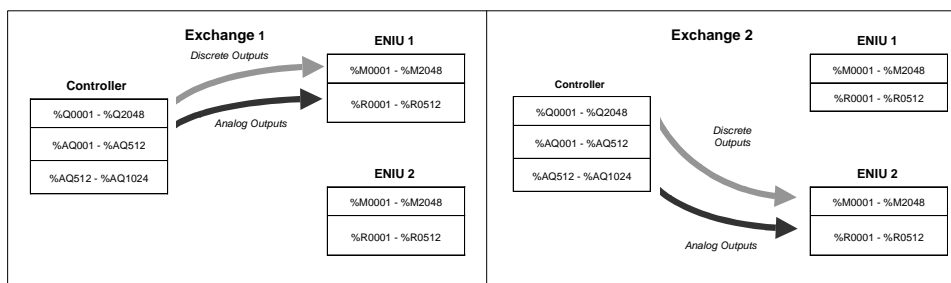 Exchange 1
ENIU 1
Discrete Outputs
%M0001 - %M2048
Controller
%R0001 - %R0512
%Q0001 - %Q2048
Analog Outputs
%AQ001 - %AQ512
%AQ512 - %AQ1024
ENIU 2
%M0001 - %M2048
%R0001 - %R0512
Exchange 2
ENIU 1
%M0001 - %M2048
Controller
%R0001 - %R0512
%Q0001 - %Q2048
Discrete
Outputs
%AQ001 - %AQ512
%AQ512 - %AQ1024
ENIU 2
%M0001 - %M2048
%R0001 - %R0512
Analog Outputs